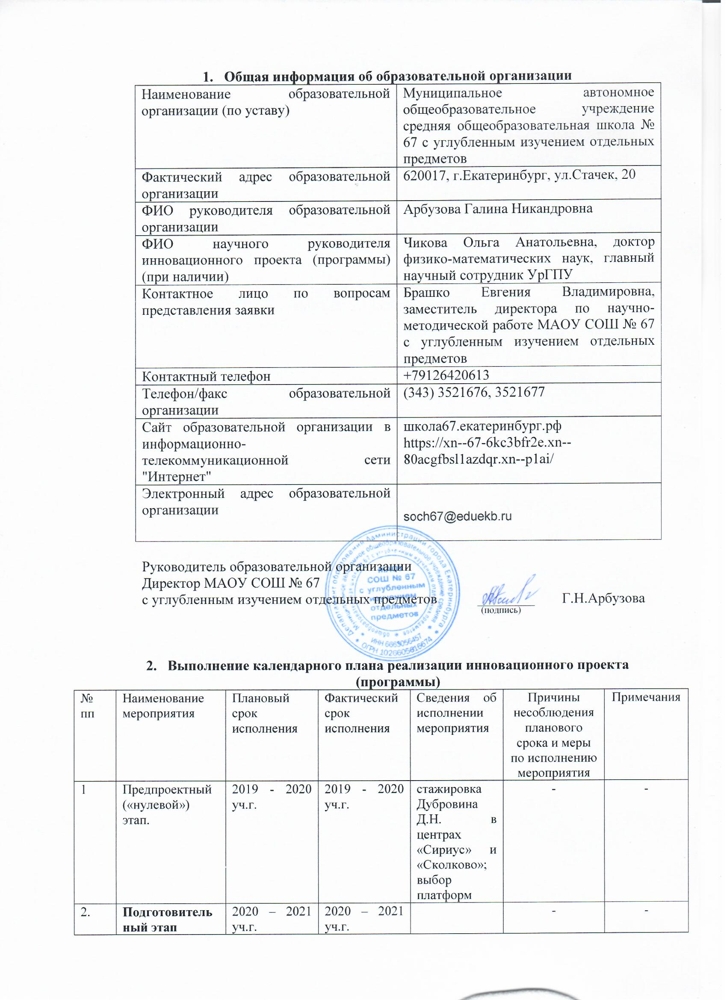 1. Общая информация об образовательной организации
Наименование образовательной
организации (по уставу)
Муниципальное автономное
общеобразовательное учреждение
средняя общеобразовательная школа №
67 с углубленным изучением отдельных
предметов
Фактический адрес образовательной
организации
620017, г.Екатеринбург, ул.Стачек, 20
ФИО руководителя образовательной
организации
Арбузова Галина Никандровна
ФИО научного руководителя
инновационного проекта (программы)
(при наличии)
Чикова Ольга Анатольевна, доктор
физико-математических наук, главный
научный сотрудник УрГПУ
Контактное лицо по вопросам
представления заявки
Брашко Евгения Владимировна,
заместитель директора по научно-
методической работе МАОУ СОШ № 67
с углубленным изучением отдельных
предметов
Контактный телефон
+79126420613
Телефон/факс образовательной
организации
(343) 3521676, 3521677
Сайт образовательной организации в
информационно-
телекоммуникационной сети
"Интернет"
школа67.екатеринбург.рф
https://xn--67-6kc3bfr2e.xn--
80acgfbsl1azdqr.xn--p1ai/
Электронный адрес образовательной
организации
soch67@eduekb.ru
Руководитель образовательной организации
Директор МАОУ СОШ № 67
с углубленным изучением отдельных предметов
(подпись)
Г.Н.Арбузова
Департамент образования Администрации города Екатеринбурга
Муниципальное автономное общеобразовательное учреждение средняя
общеобразовательная школа № 67 с углубленным изучением отдельных предметов
МАОУ
СОШ № 67
с углубленным
изучением
отдельных
предметов
2. Выполнение календарного плана реализации инновационного проекта
(программы)
№
пп
Наименование
мероприятия
Плановый
срок
исполнения
Фактический
срок
исполнения
Сведения об
исполнении
мероприятия
Причины
несоблюдения
планового
срока и меры
по исполнению
мероприятия
Примечания
1
Предпроектный
(«нулевой»)
этап.
2019 - 2020
уч.г.
2019 - 2020
уч.г.
стажировка
Дубровина
Д.Н. в
центрах
«Сириус» и
«Сколково»;
выбор
платформ
-
-
2.
Подготовитель
ный этап
2020 – 2021
уч.г.
2020 – 2021
уч.г.
-
-